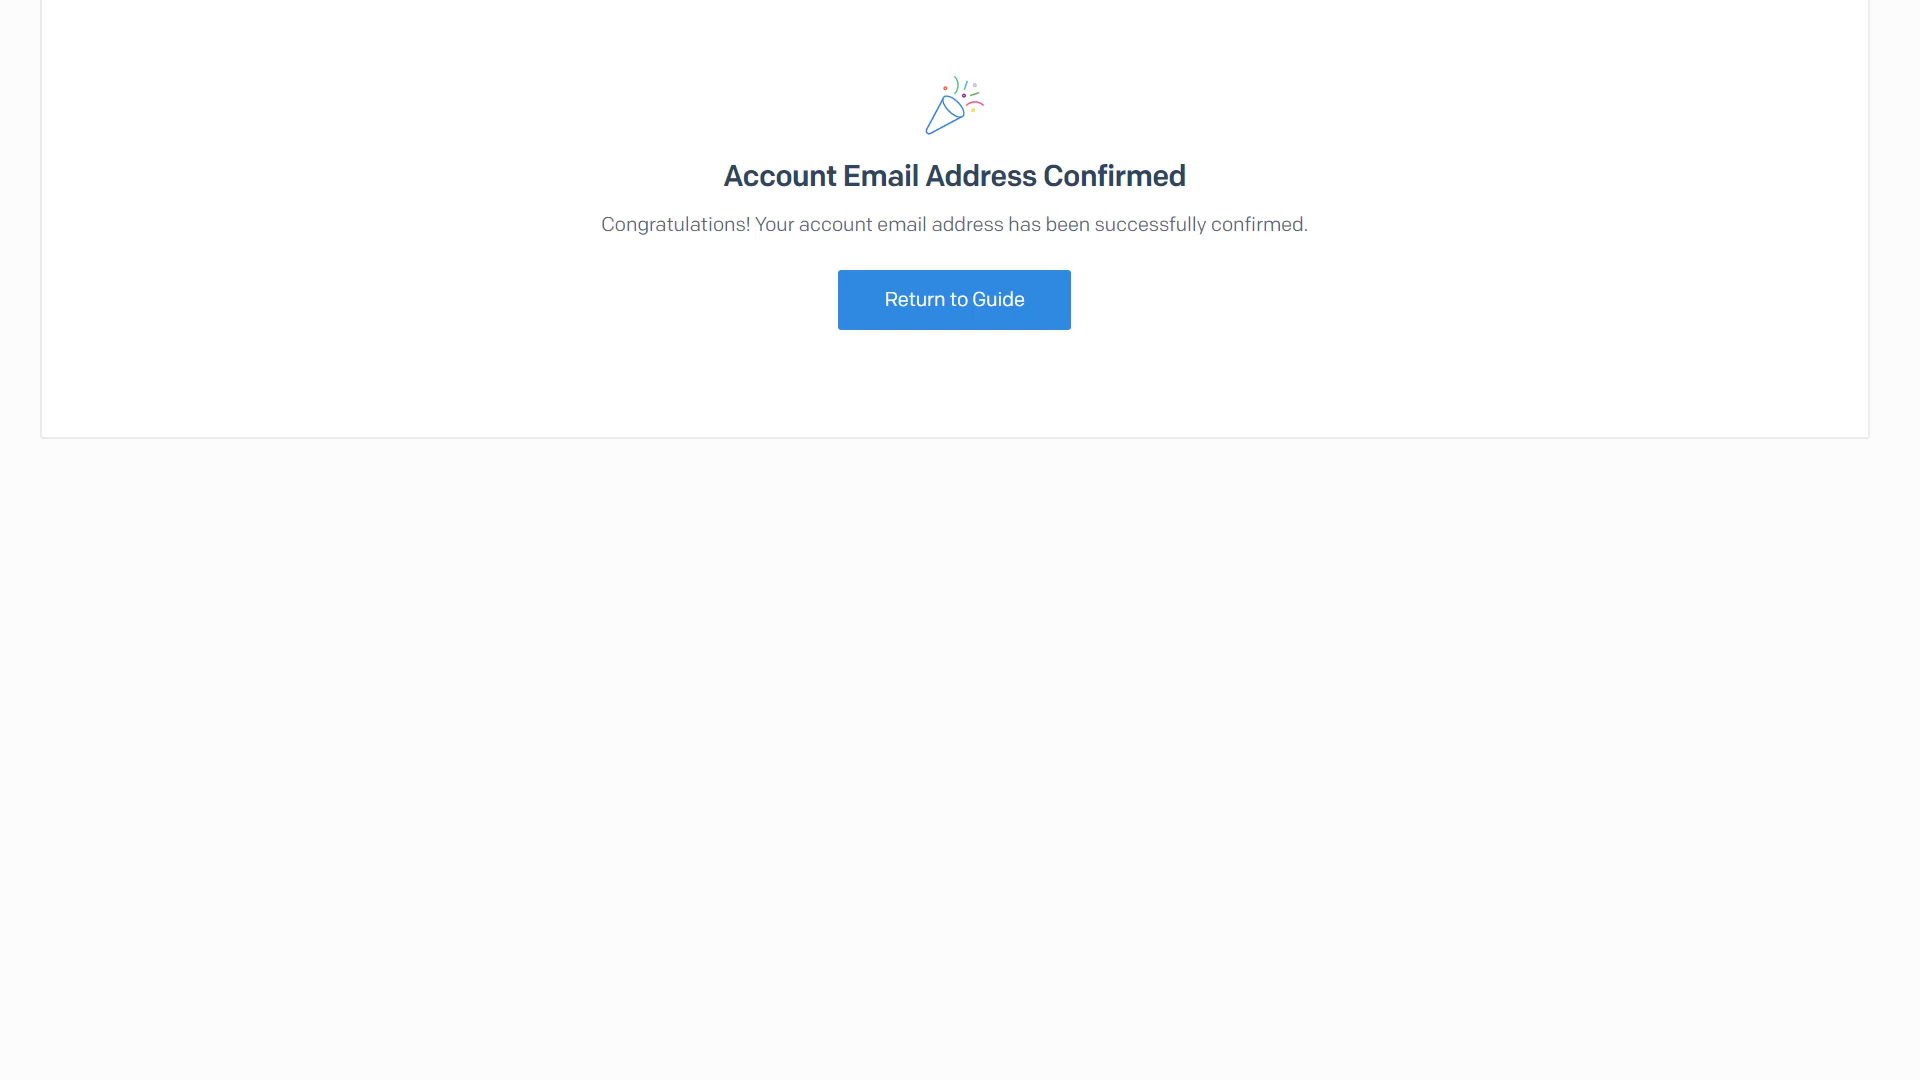 Account Email Address Confirmed
Congratulations! Your account email address has been successfully confirmed.
Return to Guide